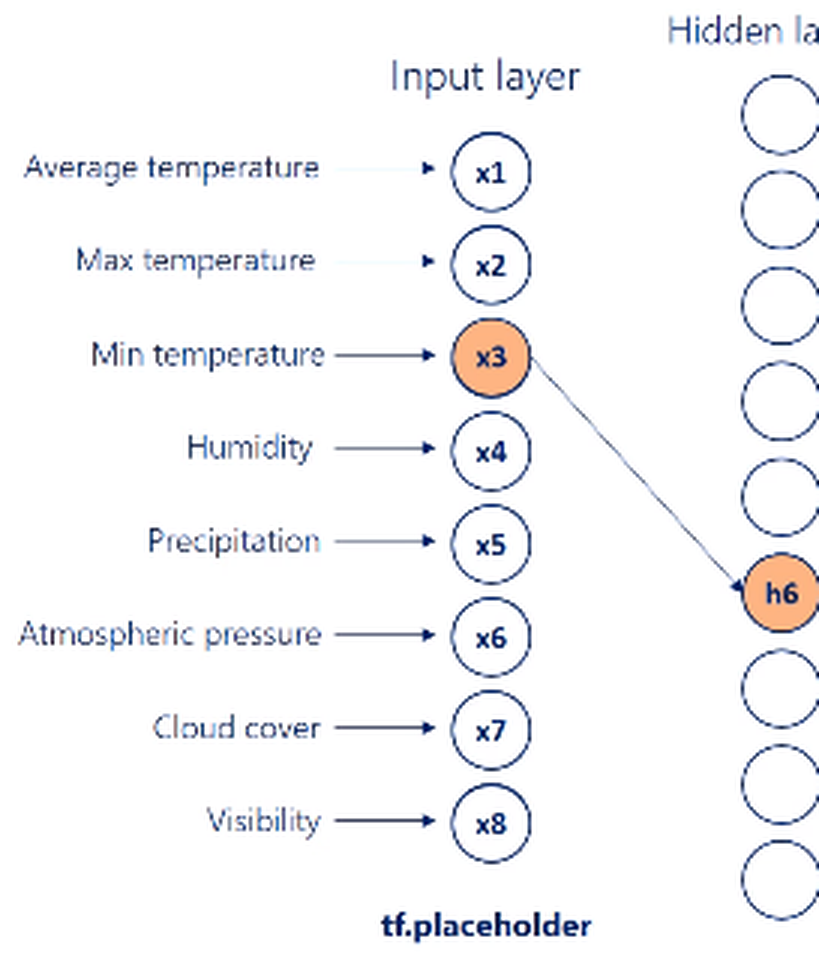 Hidden la
Input layer
Average temperature x1
Max temperature x2
Min temperature x3
Humidity x4
Precipitation x5
h6
Atmospheric pressure x6
Cloud cover x7
Visibility x8
tf.placeholder